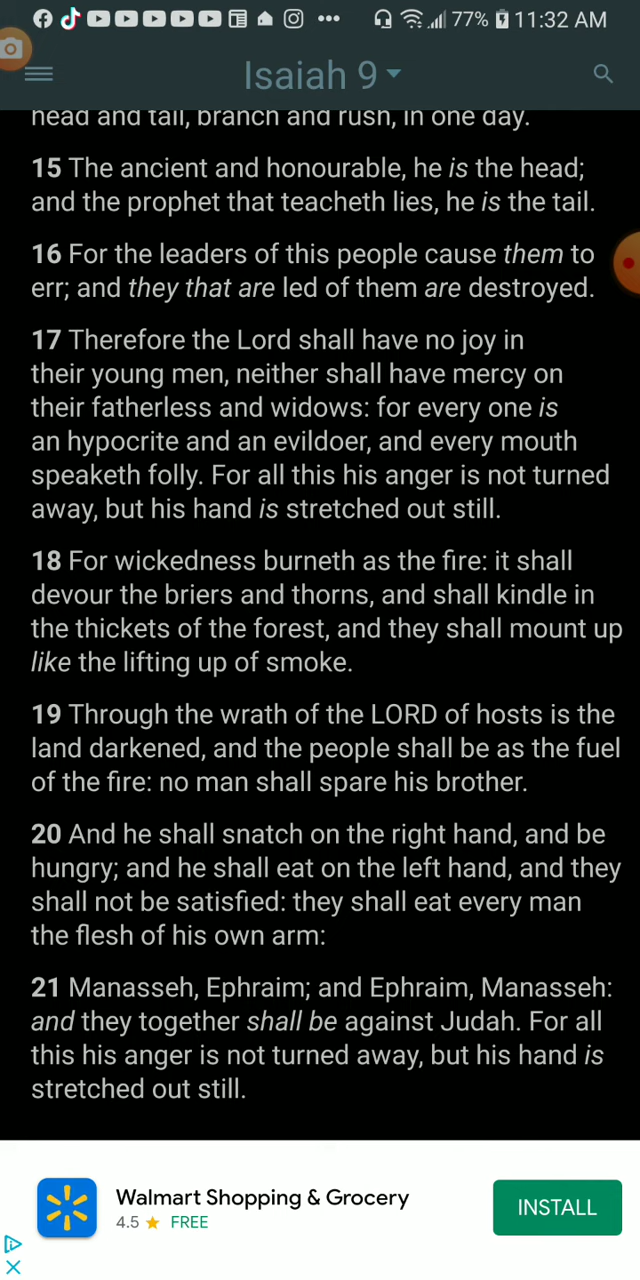 77% 11:32 AM
Isaiah 9
head and tail, branch and rush, in one day.
15 The ancient and honourable, he is the head;
and the prophet that teacheth lies, he is the tail.
16 For the leaders of this people cause them to
err; and they that are led of them are destroyed.
17 Therefore the Lord shall have no joy in
their young men, neither shall have mercy on
their fatherless and widows: for every one is
an hypocrite and an evildoer, and every mouth
speaketh folly. For all this his anger is not turned
away, but his hand is stretched out still.
18 For wickedness burneth as the fire: it shall
devour the briers and thorns, and shall kindle in
the thickets of the forest, and they shall mount up
like the lifting up of smoke.
19 Through the wrath of the LORD of hosts is the
land darkened, and the people shall be as the fuel
of the fire: no man shall spare his brother.
20 And he shall snatch on the right hand, and be
hungry; and he shall eat on the left hand, and they
shall not be satisfied: they shall eat every man
the flesh of his own arm:
21 Manasseh, Ephraim; and Ephraim, Manasseh:
and they together shall be against Judah. For all
this his anger is not turned away, but his hand is
stretched out still.
Walmart Shopping & Grocery
4.5 ★ FREE
INSTALL